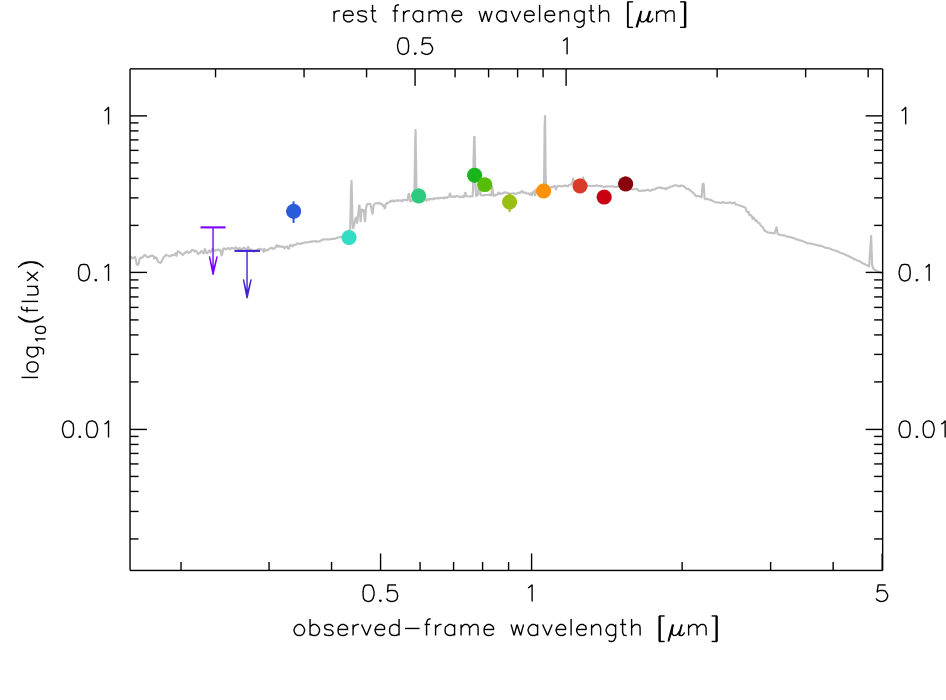 rest frame wavelength [μm]
0.5 1
1 1
0.1 0.1
log10(flux)
0.01 0.01
0.5 1 5
observed-frame wavelength [μm]